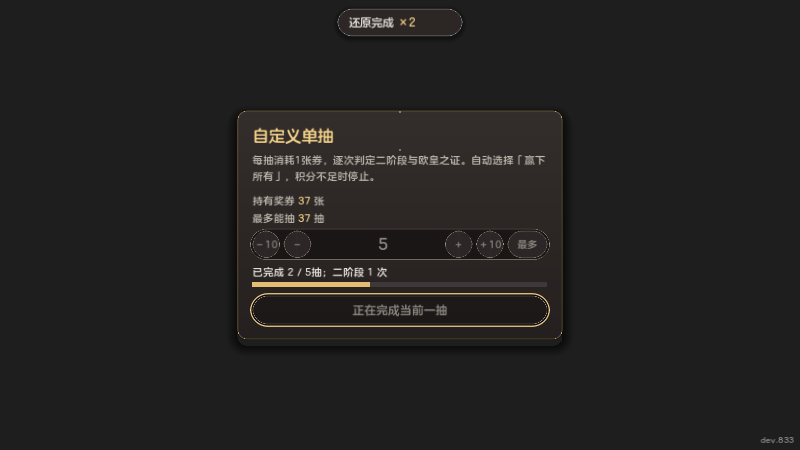 还原完成 ×2
自定义单抽
每抽消耗1张券，逐次判定二阶段与欧皇之证。自动选择「赢下
所有」，积分不足时停止。
持有奖券 37 张
最多能抽 37 抽
-10 - 5 + +10 最多
已完成 2 / 5抽；二阶段 1 次
正在完成当前一抽
dev.833